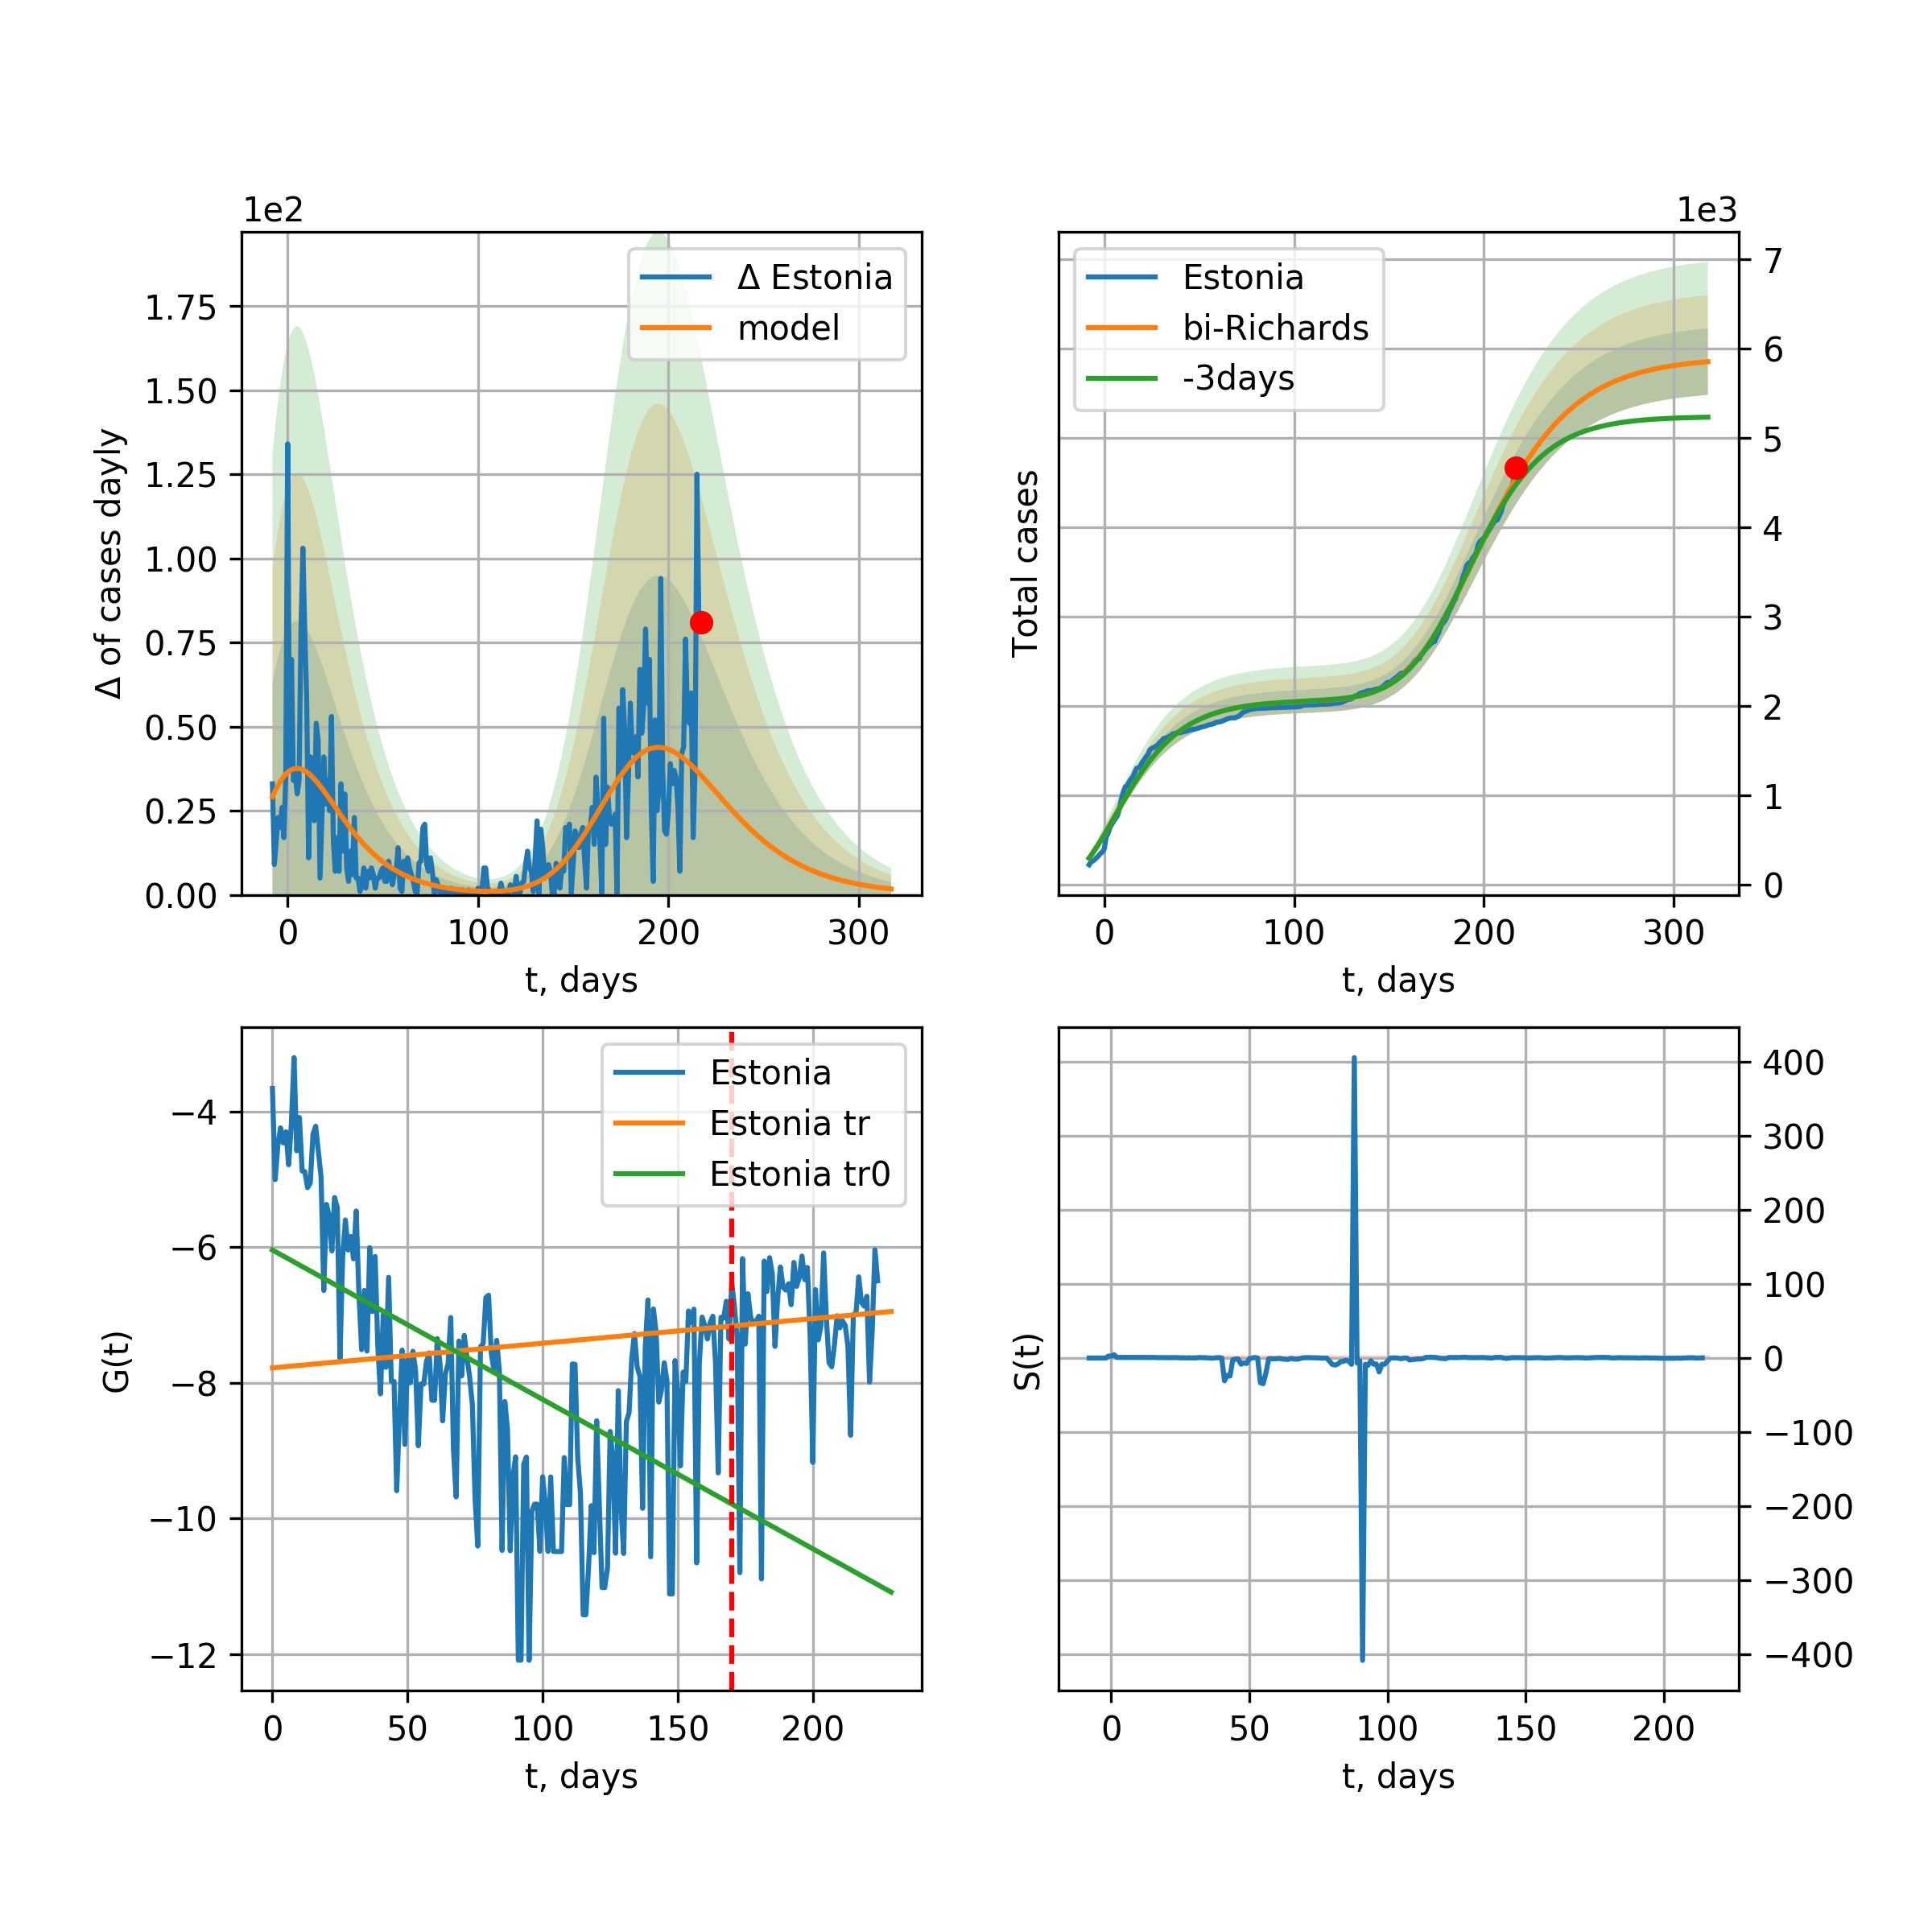 1e2
Δ Estonia
model
1.75
1.50
1.25
1.00
0.75
0.50
0.25
0.00
Δ of cases dayly
0 100 200 300
t, days
1e3
Estonia
bi-Richards
-3days
7
6
5
4
3
2
1
0
Total cases
0 100 200 300
t, days
Estonia
Estonia tr
Estonia tr0
−4
−6
−8
−10
−12
G(t)
0 50 100 150 200
t, days
400
300
200
100
0
−100
−200
−300
−400
S(t)
0 50 100 150 200
t, days